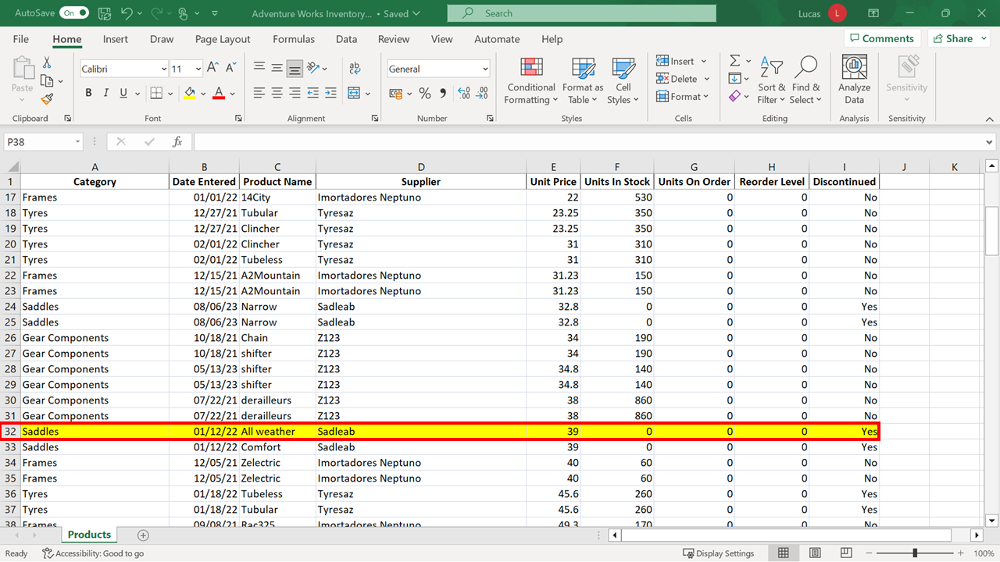 AutoSave On Adventure Works Inventory... • Saved Search Lucas L
File Home Insert Draw Page Layout Formulas Data Review View Automate Help Comments Share
Paste
Clipboard
Calibri 11
B I U A
Font
ab
Alignment
General
% 9 .00
Number
Conditional Formatting
Format as Table
Cell Styles
Styles
Insert
Delete
Format
Cells
Sort & Filter
Find & Select
Editing
Analyze Data
Analysis
Sensitivity
Sensitivity
P38 fx
A B C D E F G H I J K
1 Category Date Entered Product Name Supplier Unit Price Units In Stock Units On Order Reorder Level Discontinued
17 Frames 01/01/22 14City Imortadores Neptuno 22 530 0 0 No
18 Tyres 12/27/21 Tubular Tyresaz 23.25 350 0 0 No
19 Tyres 12/27/21 Clincher Tyresaz 23.25 350 0 0 No
20 Tyres 02/01/22 Clincher Tyresaz 31 310 0 0 No
21 Tyres 02/01/22 Tubeless Tyresaz 31 310 0 0 No
22 Frames 12/15/21 A2Mountain Imortadores Neptuno 31.23 150 0 0 No
23 Frames 12/15/21 A2Mountain Imortadores Neptuno 31.23 150 0 0 No
24 Saddles 08/06/23 Narrow Sadleab 32.8 0 0 0 Yes
25 Saddles 08/06/23 Narrow Sadleab 32.8 0 0 0 Yes
26 Gear Components 10/18/21 Chain Z123 34 190 0 0 No
27 Gear Components 10/18/21 shifter Z123 34 190 0 0 No
28 Gear Components 05/13/23 shifter Z123 34.8 140 0 0 No
29 Gear Components 05/13/23 shifter Z123 34.8 140 0 0 No
30 Gear Components 07/22/21 derailleurs Z123 38 860 0 0 No
31 Gear Components 07/22/21 derailleurs Z123 38 860 0 0 No
32 Saddles 01/12/22 All weather Sadleab 39 0 0 0 Yes
33 Saddles 01/12/22 Comfort Sadleab 39 0 0 0 Yes
34 Frames 12/05/21 Zelectric Imortadores Neptuno 40 60 0 0 No
35 Frames 12/05/21 Zelectric Imortadores Neptuno 40 60 0 0 No
36 Tyres 01/18/22 Tubeless Tyresaz 45.6 260 0 0 Yes
37 Tyres 01/18/22 Tubular Tyresaz 45.6 260 0 0 Yes
38 Frames 09/08/21 Rac325 Imortadores Neptuno 49.3 170 0 0 No
Products
Ready Accessibility: Good to go Display Settings 100%